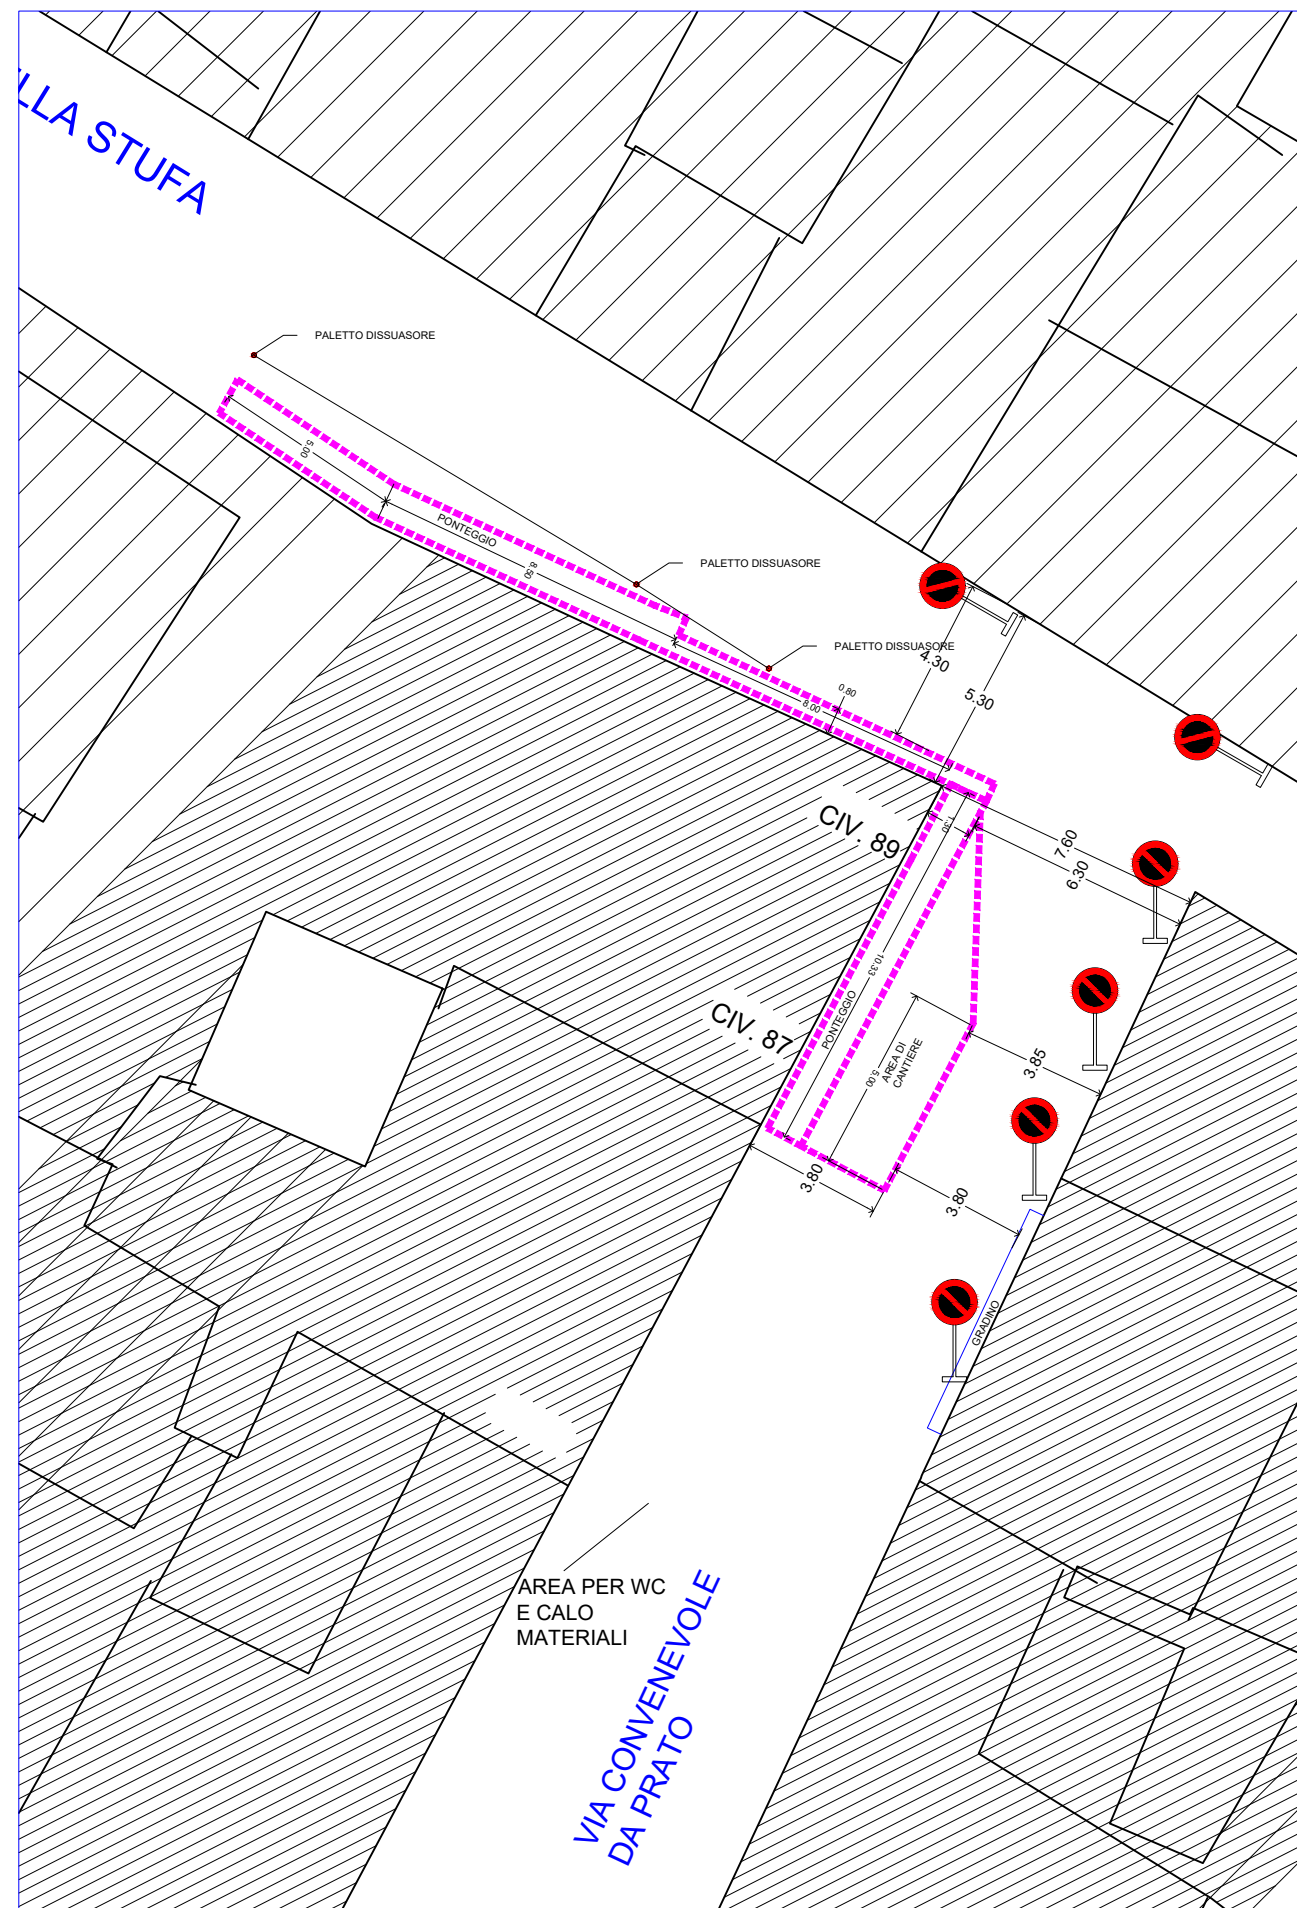 LLA STUFA
PALETTO DISSUASORE
5.00
PONTEGGIO
8.50
PALETTO DISSUASORE
PALETTO DISSUASORE
4.30
5.30
0.80
8.00
CIV. 89
1.30
7.60
6.30
10.33
PONTEGGIO
CIV. 87
5.00
AREA DI
CANTIERE
3.85
3.80
3.80
GRADINO
AREA PER WC
E CALO
MATERIALI
VIA CONVENEVOLE
DA PRATO